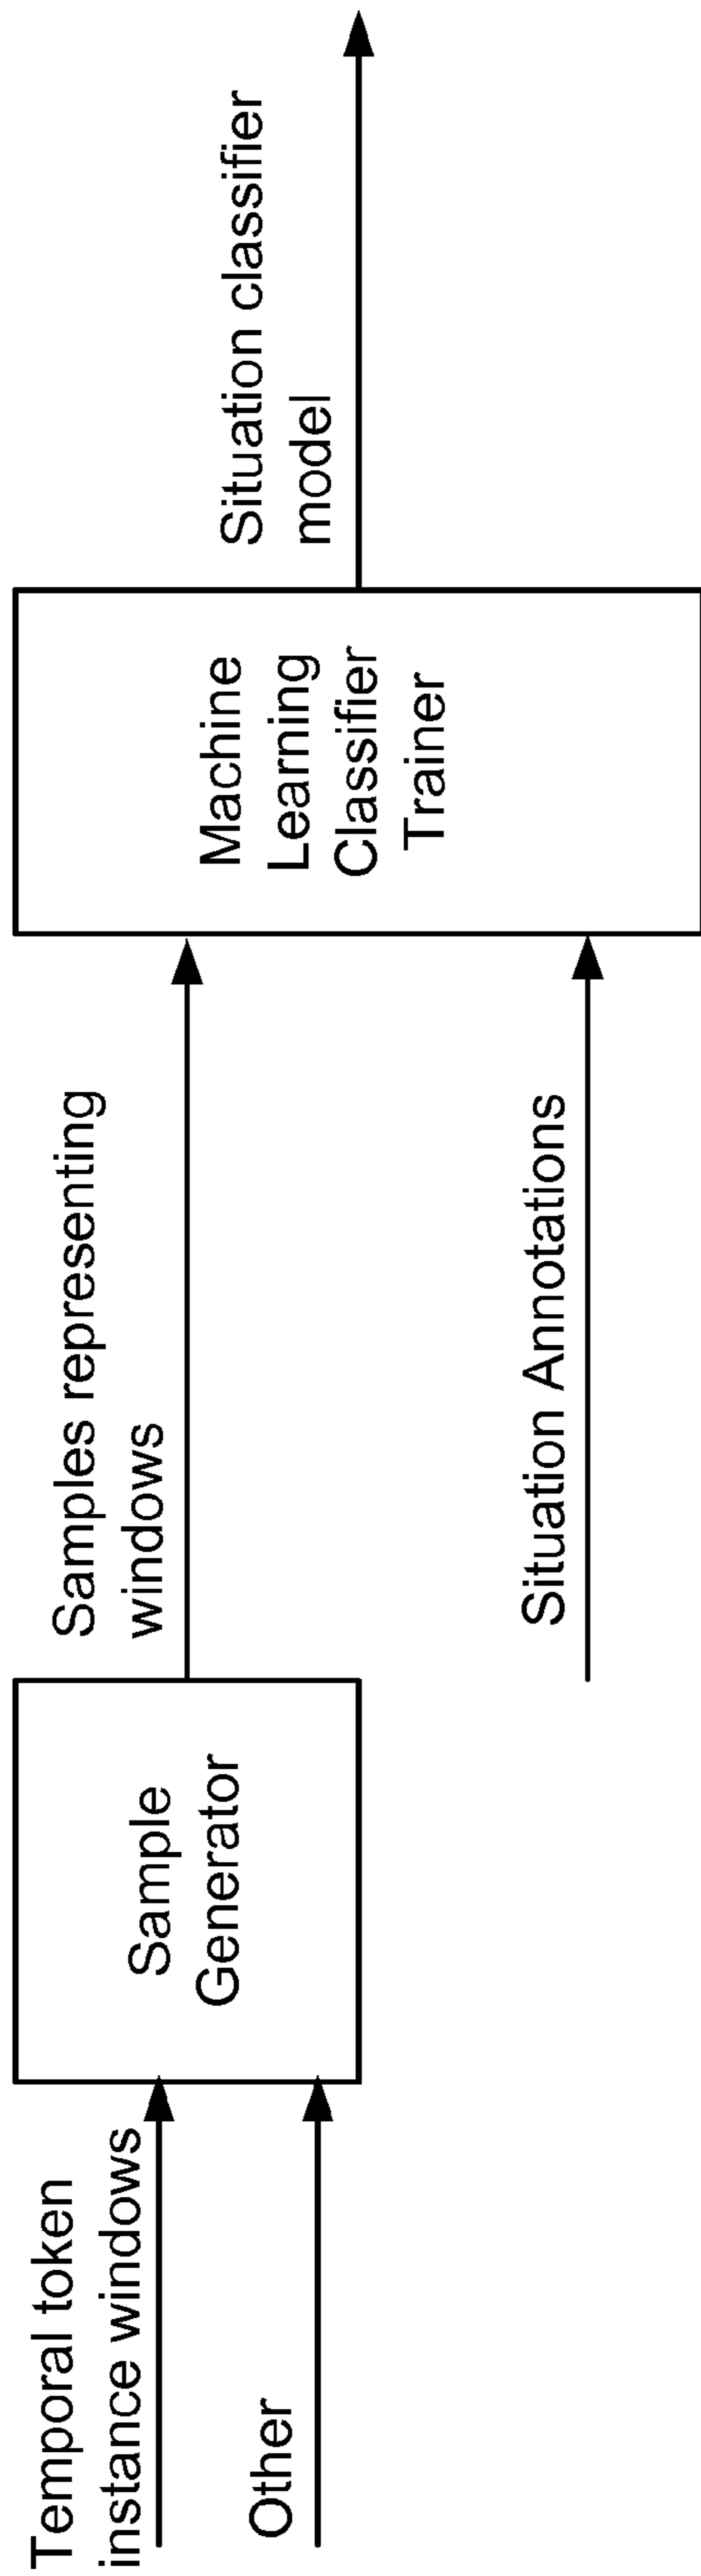 Temporal token
instance windows
Other
Sample
Generator
Samples representing
windows
Situation Annotations
Machine
Learning
Classifier
Trainer
Situation classifier
model